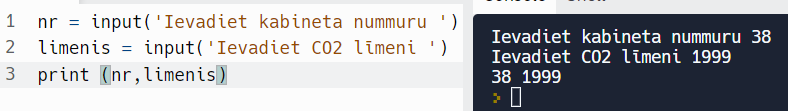 1 nr = input('Ievadiet kabineta nummuru ')
2 limenis = input('Ievadiet CO2 līmeni ')
3 print (nr,limenis)
Ievadiet kabineta nummuru 38
Ievadiet CO2 līmeni 1999
38 1999
>